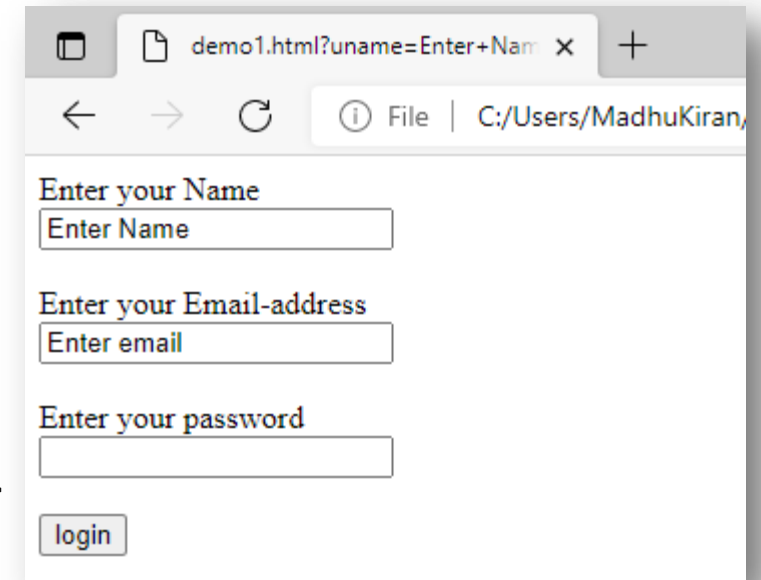 demo1.html?uname=Enter+Nam
File | C:/Users/MadhuKiran/
Enter your Name
Enter Name
Enter your Email-address
Enter email
Enter your password
login